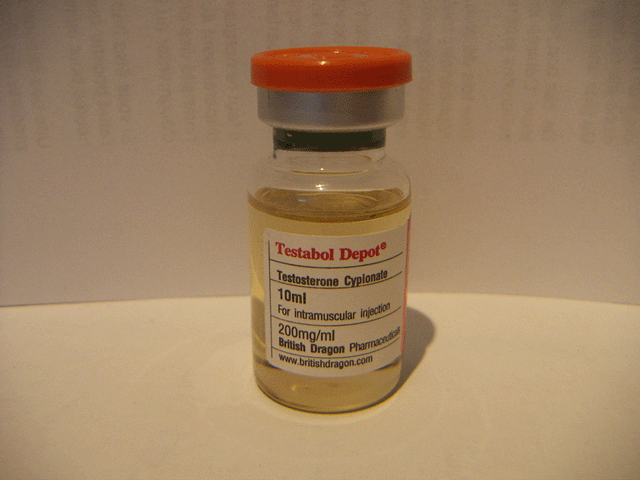 Testabol Depot®
Testosterone Cypionate
10ml
For intramuscular injection
200mg/ml
British Dragon Pharmaceuticals
www.britishdragon.com